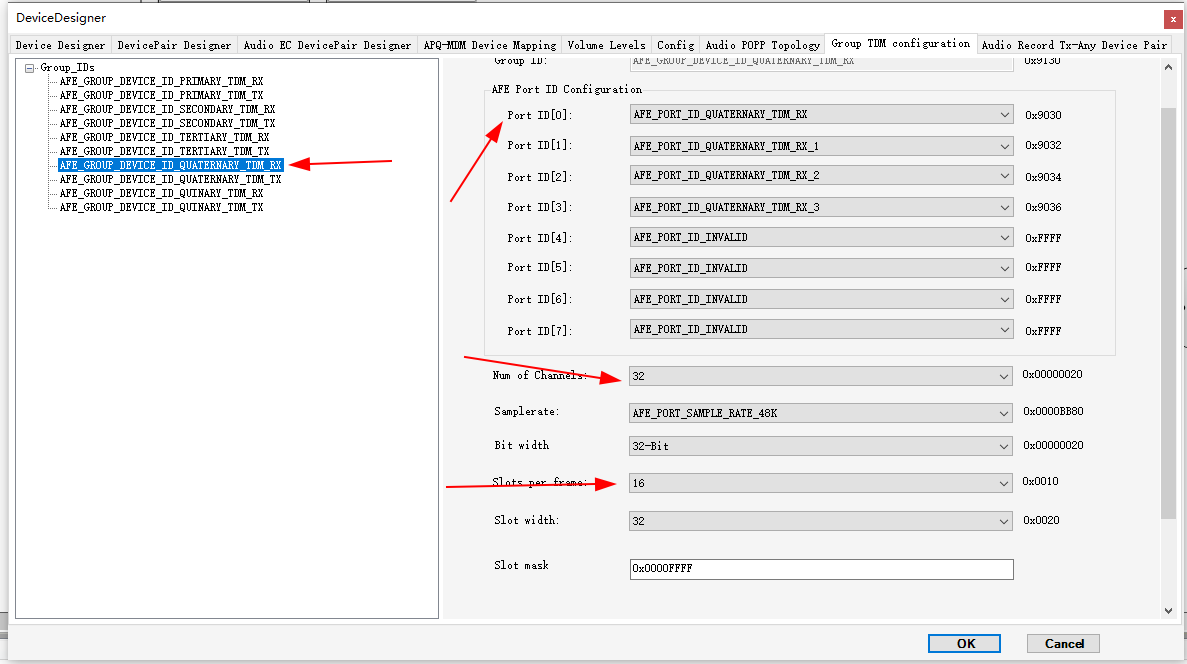 DeviceDesigner
x
Device Designer DevicePair Designer Audio EC DevicePair Designer APQ-MDM Device Mapping Volume Levels Config Audio POPP Topology Group TDM configuration Audio Record Tx-Any Device Pair
Group_IDs
AFE_GROUP_DEVICE_ID_PRIMARY_TDM_RX
AFE_GROUP_DEVICE_ID_PRIMARY_TDM_TX
AFE_GROUP_DEVICE_ID_SECONDARY_TDM_RX
AFE_GROUP_DEVICE_ID_SECONDARY_TDM_TX
AFE_GROUP_DEVICE_ID_TERTIARY_TDM_RX
AFE_GROUP_DEVICE_ID_TERTIARY_TDM_TX
AFE_GROUP_DEVICE_ID_QUATERNARY_TDM_RX
AFE_GROUP_DEVICE_ID_QUATERNARY_TDM_TX
AFE_GROUP_DEVICE_ID_QUINARY_TDM_RX
AFE_GROUP_DEVICE_ID_QUINARY_TDM_TX
Group ID: AFE_GROUP_DEVICE_ID_QUATERNARY_TDM_RX 0x9130
AFE Port ID Configuration
Port ID[0]: AFE_PORT_ID_QUATERNARY_TDM_RX 0x9030
Port ID[1]: AFE_PORT_ID_QUATERNARY_TDM_RX_1 0x9032
Port ID[2]: AFE_PORT_ID_QUATERNARY_TDM_RX_2 0x9034
Port ID[3]: AFE_PORT_ID_QUATERNARY_TDM_RX_3 0x9036
Port ID[4]: AFE_PORT_ID_INVALID 0xFFFF
Port ID[5]: AFE_PORT_ID_INVALID 0xFFFF
Port ID[6]: AFE_PORT_ID_INVALID 0xFFFF
Port ID[7]: AFE_PORT_ID_INVALID 0xFFFF
Num of Channels: 32 0x00000020
Samplerate: AFE_PORT_SAMPLE_RATE_48K 0x0000BB80
Bit width 32-Bit 0x00000020
Slots per frame: 16 0x0010
Slot width: 32 0x0020
Slot mask 0x0000FFFF
OK Cancel